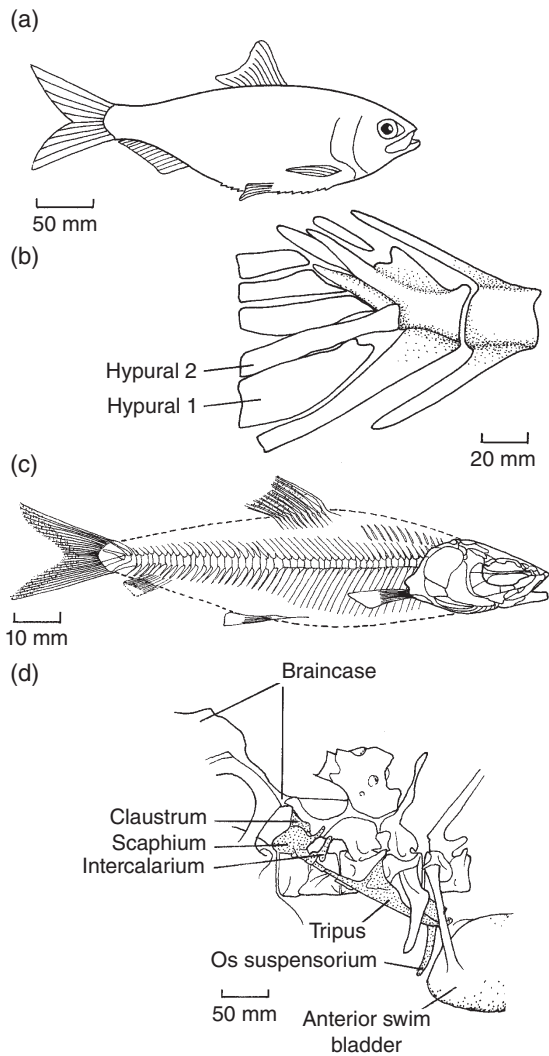 (a)
50 mm
(b)
Hypural 2
Hypural 1
20 mm
(c)
10 mm
(d)
Braincase
Claustrum
Scaphium
Intercalarium
Tripus
Os suspensorium
50 mm
Anterior swim
bladder